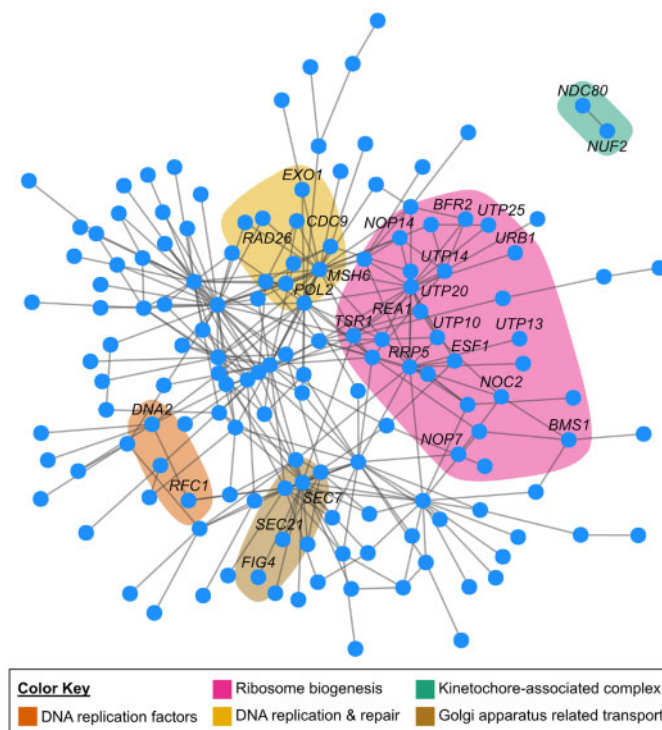 NDC80
NUF2
EXO1
BFR2
UTP25
CDC9
NOP14
RAD26
URB1
UTP14
MSH6
POL2
UTP20
REA1
TSR1
UTP10
UTP13
RRP5
ESF1
NOC2
DNA2
BMS1
NOP7
RFC1
SEC7
SEC21
FIG4
Color Key
Ribosome biogenesis
Kinetochore-associated complex
DNA replication factors
DNA replication & repair
Golgi apparatus related transport